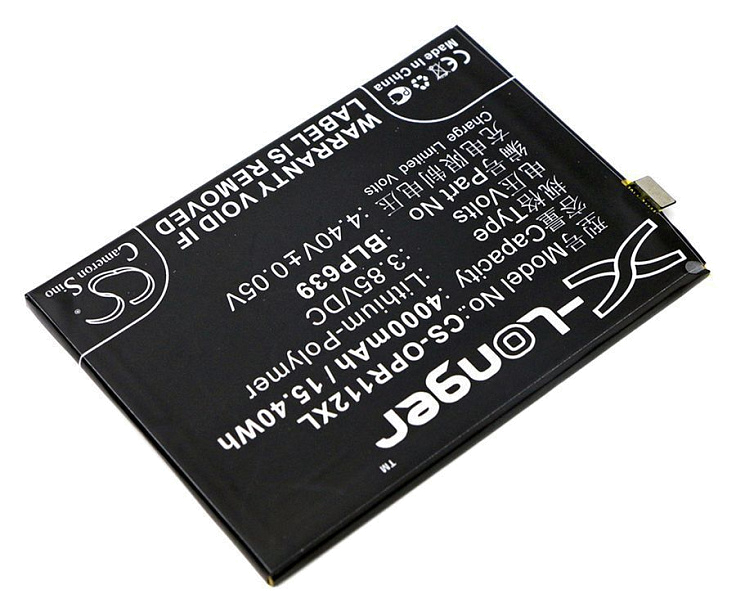 X-Longer™
型号Model No.:CS-OPR112XL
容量Capacity :4000mAh / 15.40Wh
规格Type :Lithium-Polymer
电压Volts :3.85VDC
编号Part No :BLP639
充电限制电压 :4.40V±0.05V
Charge Limited Volts
WARRANTY VOID IF
LABEL IS REMOVED
CE
Made in China
CS®
Cameron Sino